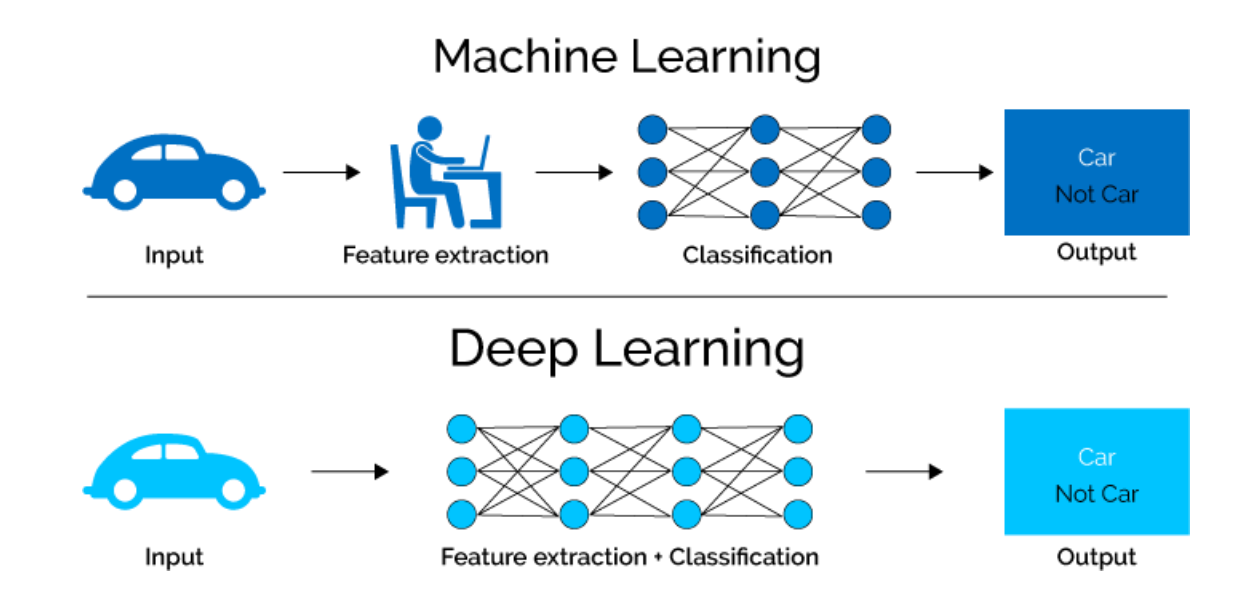 Machine Learning
Car
Not Car
Input
Feature extraction
Classification
Output
Deep Learning
Car
Not Car
Input
Feature extraction + Classification
Output